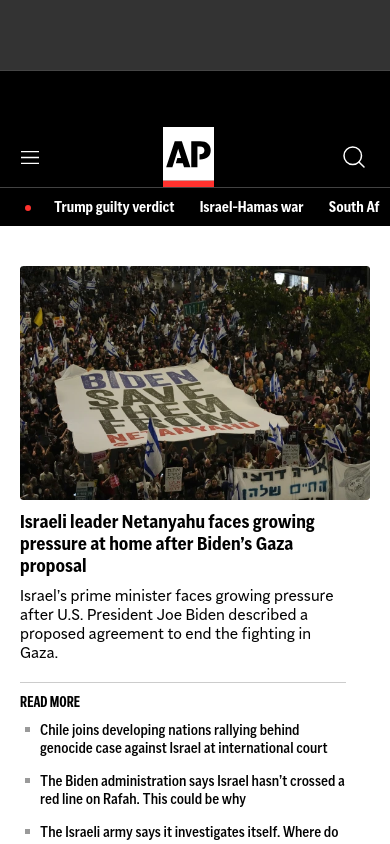 AP
Trump guilty verdict Israel-Hamas war South Af
BIDEN
SAVE
THEM
FROM
NETANYAHU
Israeli leader Netanyahu faces growing
pressure at home after Biden’s Gaza
proposal
Israel’s prime minister faces growing pressure
after U.S. President Joe Biden described a
proposed agreement to end the fighting in
Gaza.
READ MORE
Chile joins developing nations rallying behind
genocide case against Israel at international court
The Biden administration says Israel hasn’t crossed a
red line on Rafah. This could be why
The Israeli army says it investigates itself. Where do